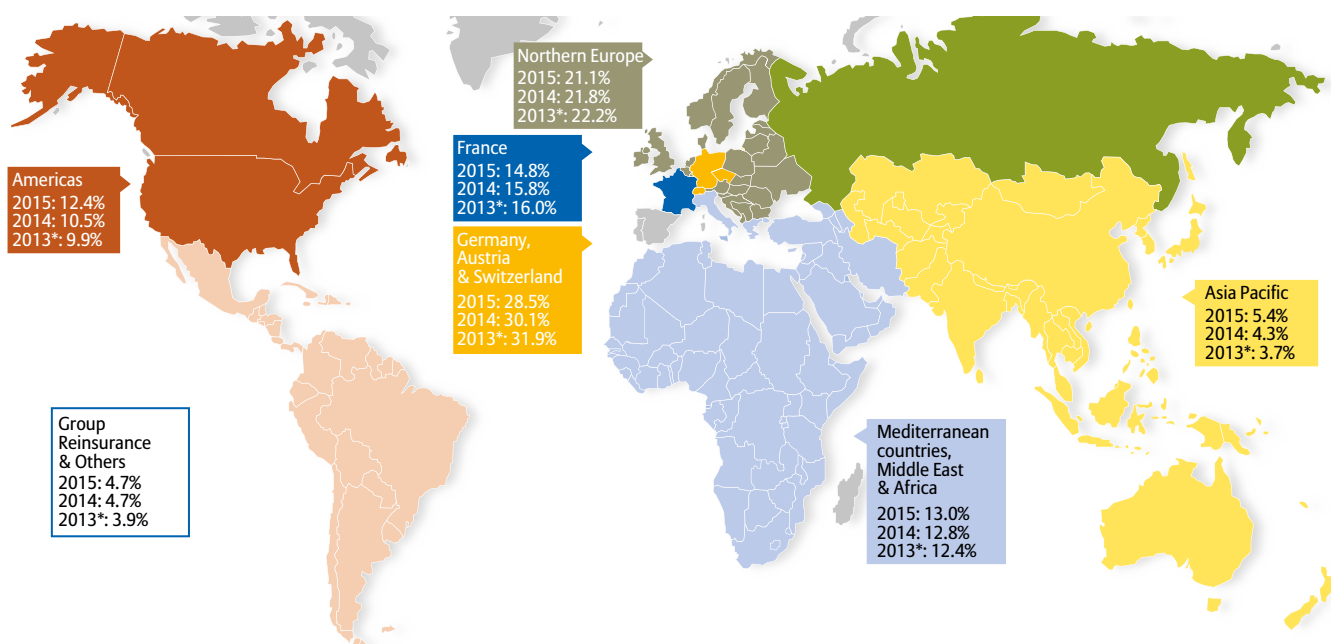 Northern Europe
2015: 21.1%
2014: 21.8%
2013*: 22.2%
France
2015: 14.8%
2014: 15.8%
2013*: 16.0%
Americas
2015: 12.4%
2014: 10.5%
2013*: 9.9%
Germany,
Austria
& Switzerland
2015: 28.5%
2014: 30.1%
2013*: 31.9%
Asia Pacific
2015: 5.4%
2014: 4.3%
2013*: 3.7%
Group
Reinsurance
& Others
2015: 4.7%
2014: 4.7%
2013*: 3.9%
Mediterranean
countries,
Middle East
& Africa
2015: 13.0%
2014: 12.8%
2013*: 12.4%